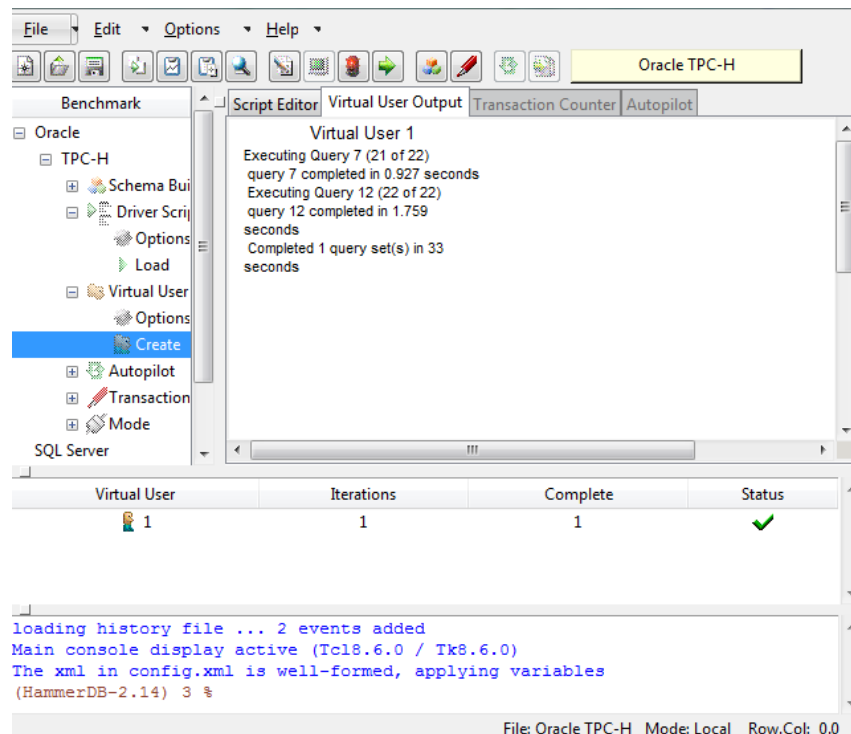 File Edit Options Help
Oracle TPC-H
Benchmark
Script Editor Virtual User Output Transaction Counter Autopilot
Oracle
TPC-H
Schema Bui
Driver Scrip
Options
Load
Virtual User
Options
Create
Autopilot
Transaction
Mode
SQL Server
Virtual User 1
Executing Query 7 (21 of 22)
query 7 completed in 0.927 seconds
Executing Query 12 (22 of 22)
query 12 completed in 1.759
seconds
Completed 1 query set(s) in 33
seconds
Virtual User Iterations Complete Status
1 1 1
loading history file ... 2 events added
Main console display active (Tcl8.6.0 / Tk8.6.0)
The xml in config.xml is well-formed, applying variables
(HammerDB-2.14) 3 %
File: Oracle TPC-H Mode: Local Row,Col: 0,0